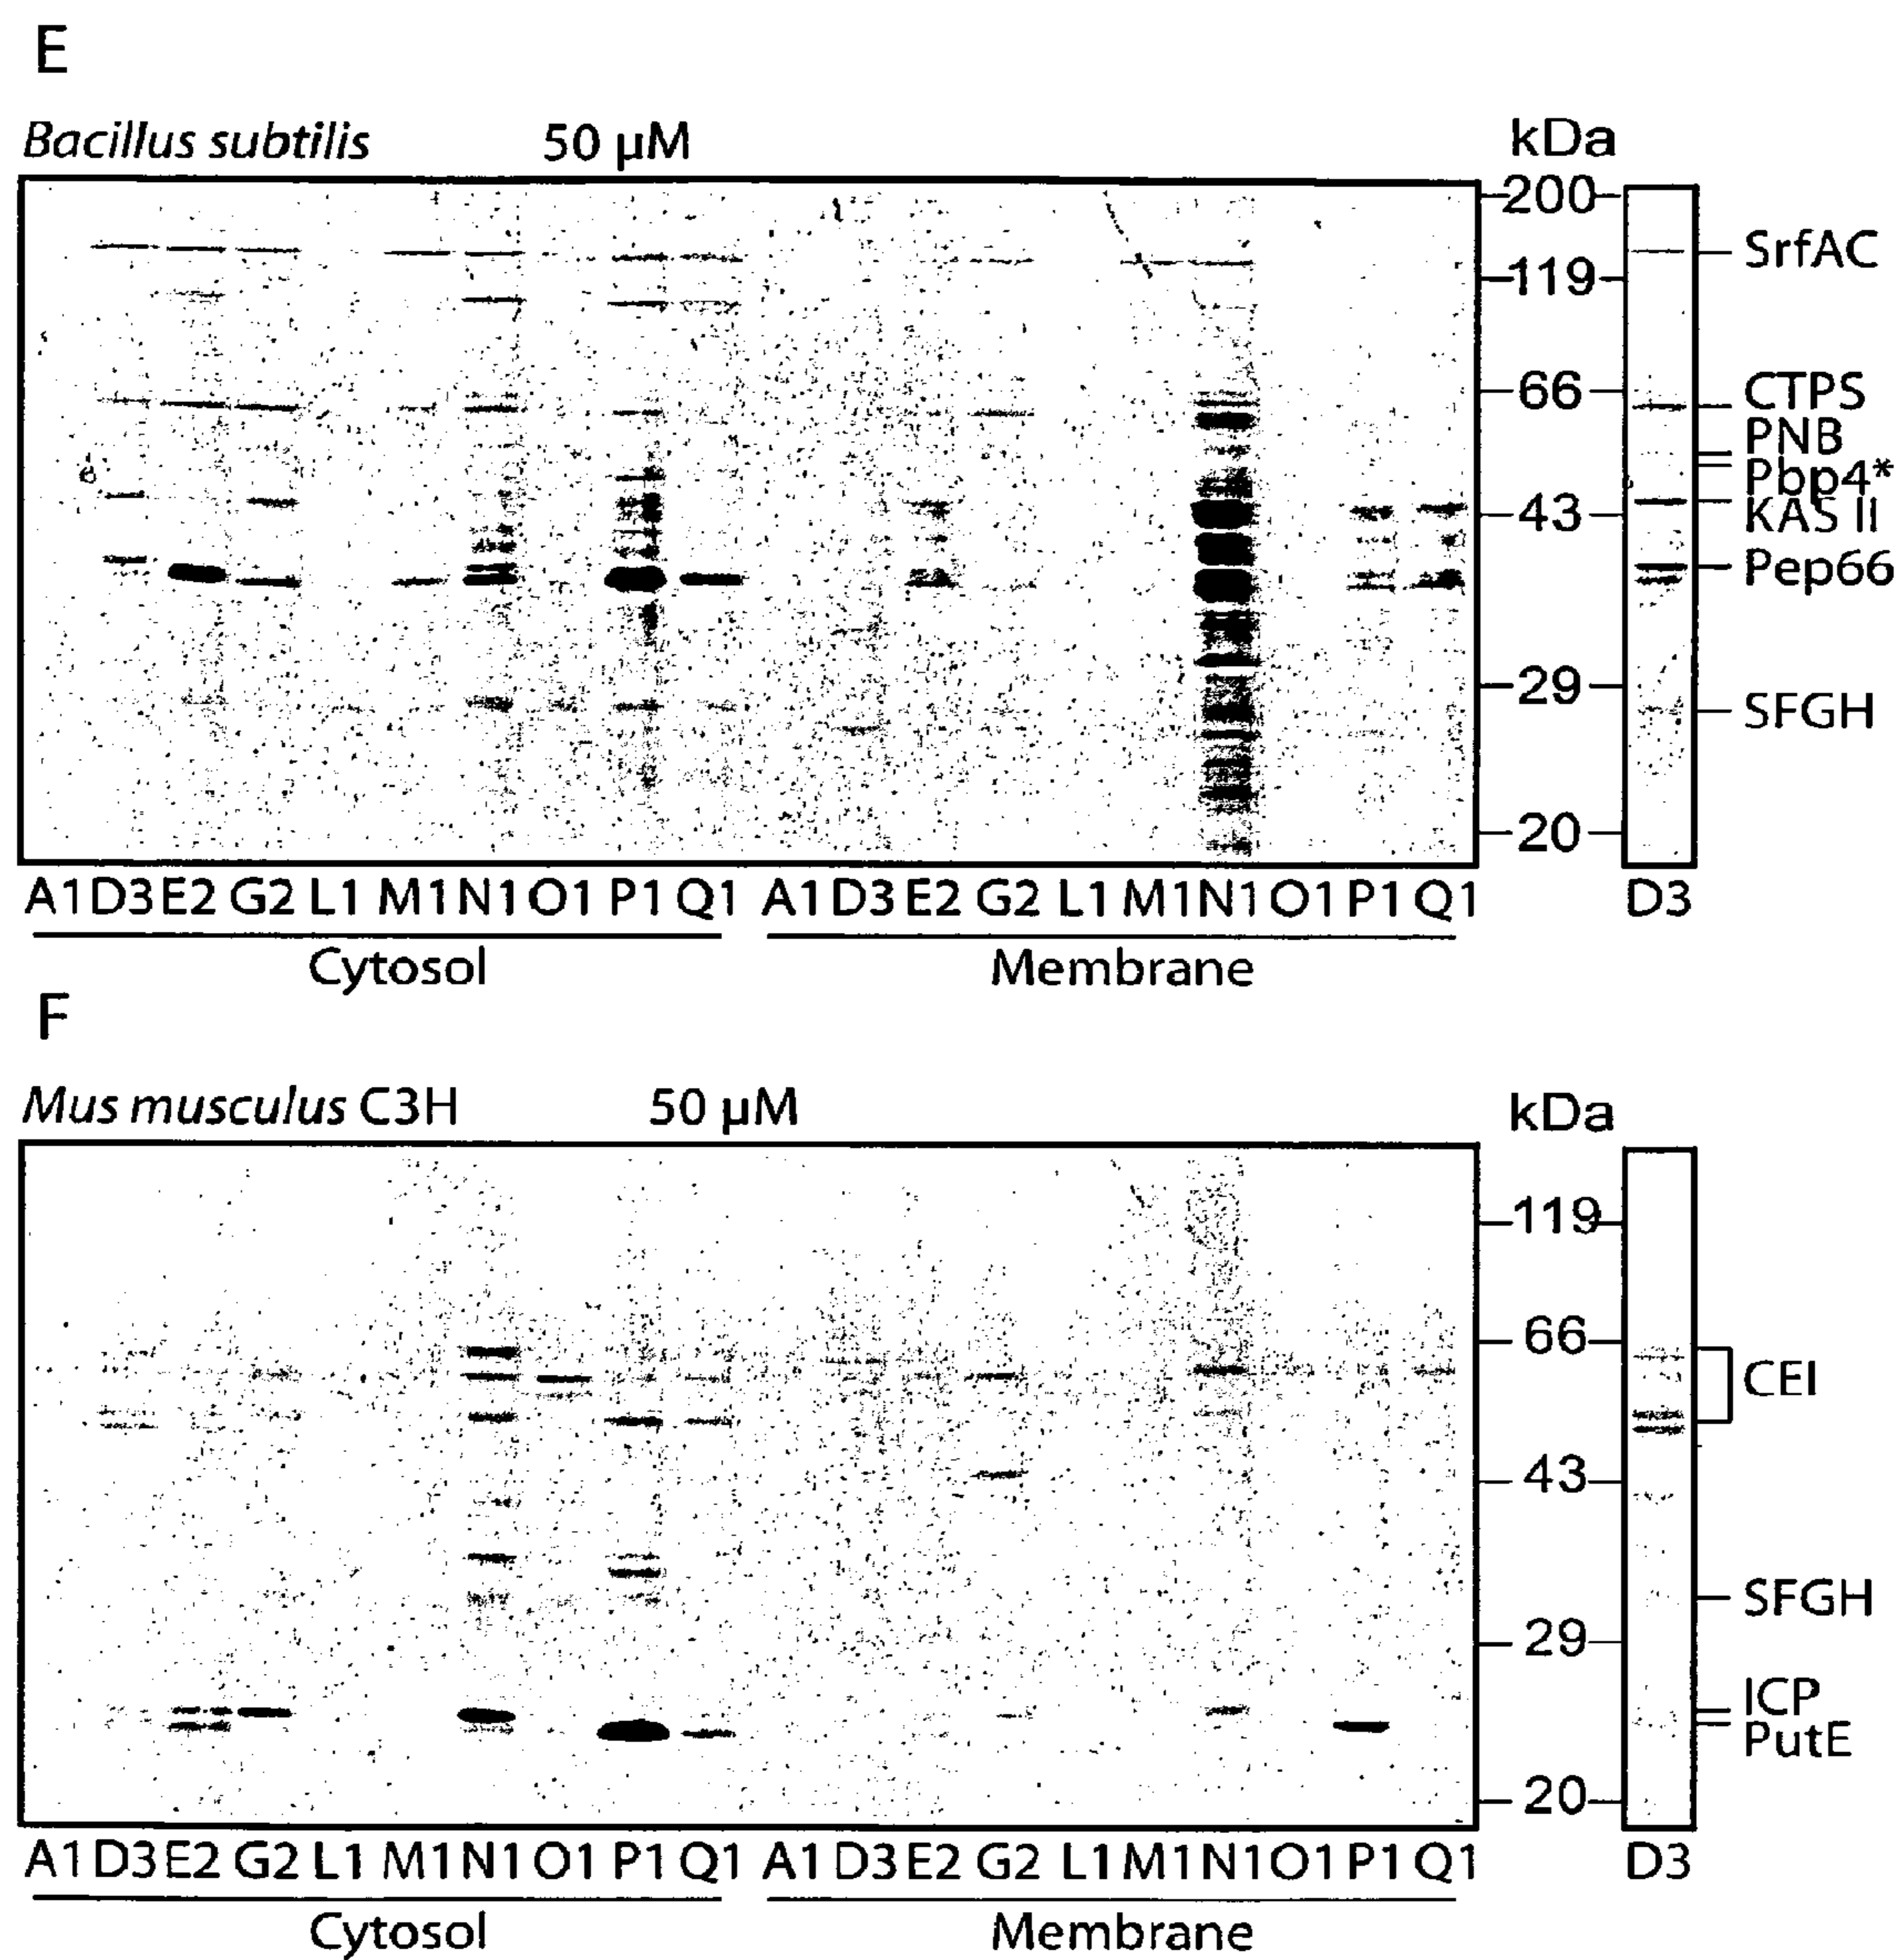 E
Bacillus subtilis 50 µM kDa
200
SrfAC
119
66
CTPS
PNB
Pbp4*
43
KAS II
Pep66
29
SFGH
20
A1 D3 E2 G2 L1 M1 N1 O1 P1 Q1 A1 D3 E2 G2 L1 M1 N1 O1 P1 Q1 D3
Cytosol Membrane
F
Mus musculus C3H 50 µM kDa
119
66
CEI
43
SFGH
29
ICP
PutE
20
A1 D3 E2 G2 L1 M1 N1 O1 P1 Q1 A1 D3 E2 G2 L1 M1 N1 O1 P1 Q1 D3
Cytosol Membrane